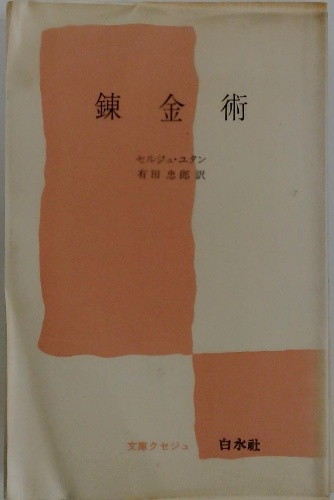 錬金術
セルジュ・ユタン
有田忠郎訳
文庫クセジュ 白水社